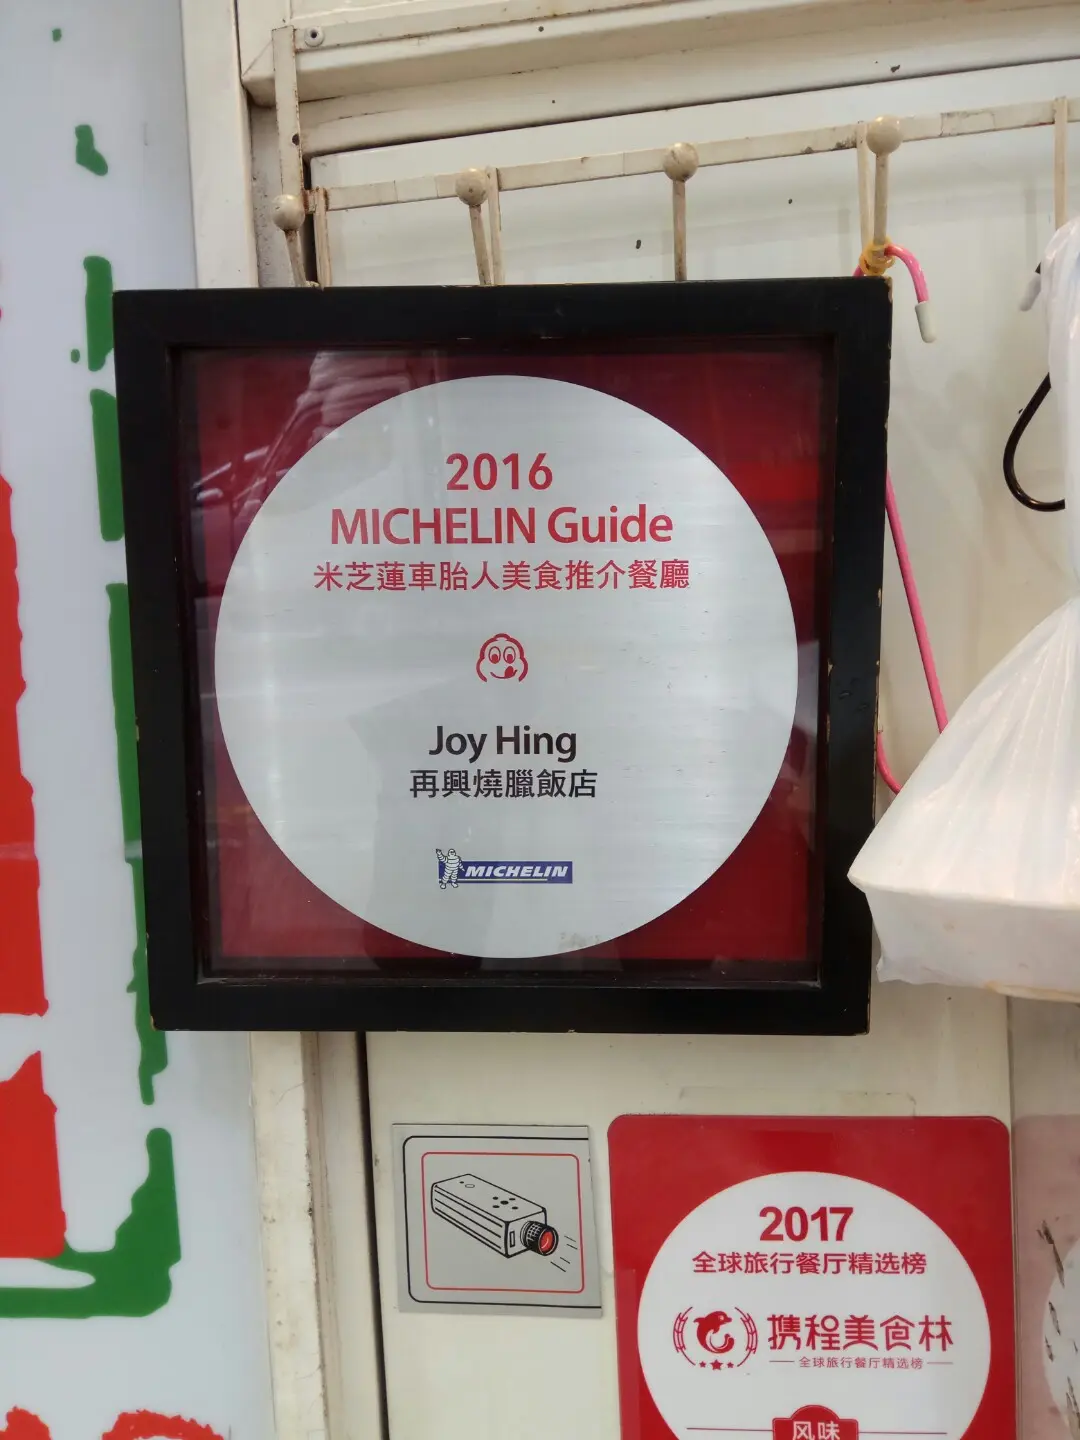 2016
MICHELIN Guide
米芝蓮車胎人美食推介餐廳
Joy Hing
再興燒臘飯店
MICHELIN
2017
全球旅行餐厅精选榜
携程美食林
全球旅行餐厅精选榜
风味